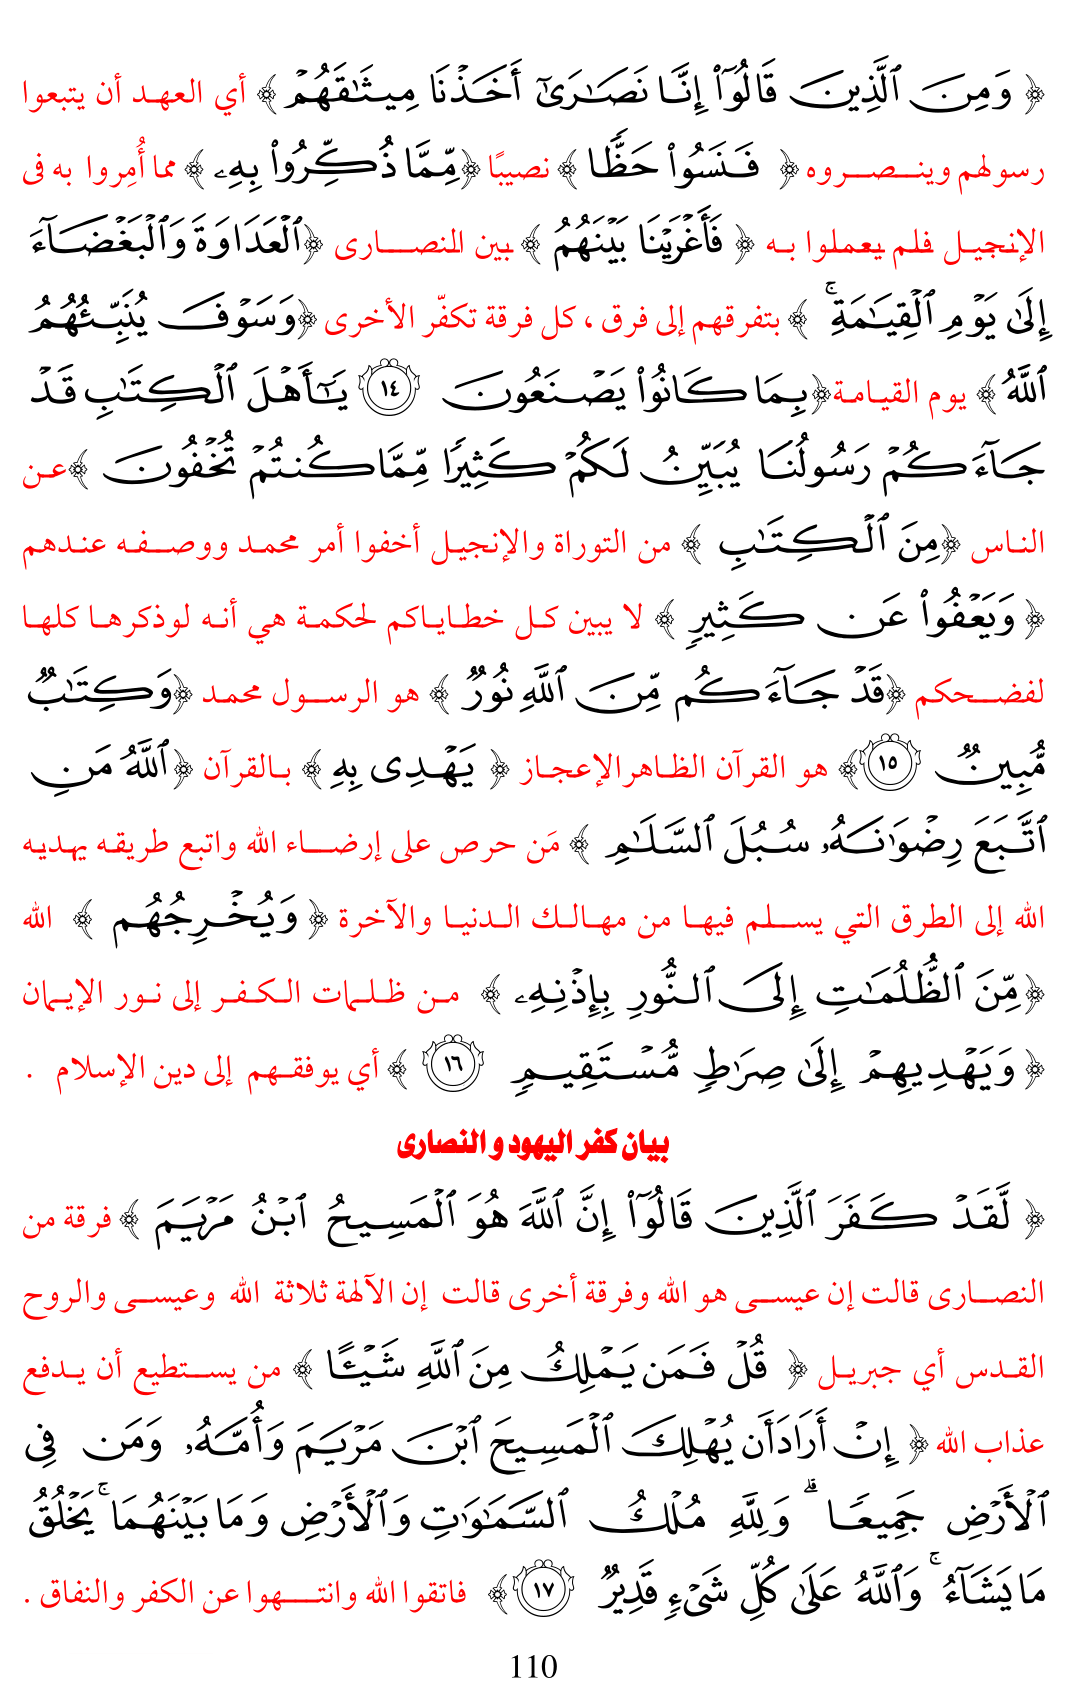 ﴿ وَمِنَ ٱلَّذِينَ قَالُوٓا۟ إِنَّا نَصَـٰرَىٰٓ أَخَذْنَا مِيثَـٰقَهُمْ ﴾ أي العهد أن يتبعوا
رسولهم وينصروه ﴿ فَنَسُوا۟ حَظًّا ﴾ نصيبًا ﴿مِّمَّا ذُكِّرُوا۟ بِهِۦ ﴾ مما أُمِروا به فى
الإنجيل فلم يعملوا به ﴿ فَأَغْرَيْنَا بَيْنَهُمُ ﴾ بين النصارى ﴿ٱلْعَدَاوَةَ وَٱلْبَغْضَآءَ
إِلَىٰ يَوْمِ ٱلْقِيَـٰمَةِ ۚ ﴾ بتفرقهم إلى فرق ، كل فرقة تكفّر الأخرى ﴿وَسَوْفَ يُنَبِّئُهُمُ
ٱللَّهُ ﴾ يوم القيامة ﴿بِمَا كَانُوا۟ يَصْنَعُونَ ١٤ يَـٰٓأَهْلَ ٱلْكِتَـٰبِ قَدْ
جَآءَكُمْ رَسُولُنَا يُبَيِّنُ لَكُمْ كَثِيرًا مِّمَّا كُنتُمْ تُخْفُونَ ﴾ عن
الناس ﴿مِنَ ٱلْكِتَـٰبِ ﴾ من التوراة والإنجيل أخفوا أمر محمد ووصفه عندهم
﴿ وَيَعْفُوا۟ عَن كَثِيرٍ ﴾ لا يبين كل خطاياكم لحكمة هي أنه لوذكرها كلها
لفضحكم ﴿قَدْ جَآءَكُم مِّنَ ٱللَّهِ نُورٌ ﴾ هو الرسول محمد ﴿وَكِتَـٰبٌ
مُّبِينٌ ١٥ ﴾ هو القرآن الظاهرالإعجاز ﴿ يَهْدِى بِهِ ﴾ بالقرآن ﴿ٱللَّهُ مَنِ
ٱتَّبَعَ رِضْوَٰنَهُۥ سُبُلَ ٱلسَّلَـٰمِ ﴾ مَن حرص على إرضاء الله واتبع طريقه يهديه
الله إلى الطرق التي يسلم فيها من مهالك الدنيا والآخرة ﴿ وَيُخْرِجُهُم ﴾ الله
﴿مِّنَ ٱلظُّلُمَـٰتِ إِلَى ٱلنُّورِ بِإِذْنِهِۦ ﴾ من ظلمات الكفر إلى نور الإيمان
﴿ وَيَهْدِيهِمْ إِلَىٰ صِرَٰطٍ مُّسْتَقِيمٍ ١٦ ﴾ أي يوفقهم إلى دين الإسلام .
بيان كفر اليهود و النصارى
﴿ لَّقَدْ كَفَرَ ٱلَّذِينَ قَالُوٓا۟ إِنَّ ٱللَّهَ هُوَ ٱلْمَسِيحُ ٱبْنُ مَرْيَمَ ﴾ فرقة من
النصارى قالت إن عيسى هو الله وفرقة أخرى قالت إن الآلهة ثلاثة الله وعيسى والروح
القدس أي جبريل ﴿ قُلْ فَمَن يَمْلِكُ مِنَ ٱللَّهِ شَيْـًٔا ﴾ من يستطيع أن يدفع
عذاب الله ﴿ إِنْ أَرَادَ أَن يُهْلِكَ ٱلْمَسِيحَ ٱبْنَ مَرْيَمَ وَأُمَّهُۥ وَمَن فِى
ٱلْأَرْضِ جَمِيعًا ۗ وَلِلَّهِ مُلْكُ ٱلسَّمَـٰوَٰتِ وَٱلْأَرْضِ وَمَا بَيْنَهُمَا ۚ يَخْلُقُ
مَا يَشَآءُ ۚ وَٱللَّهُ عَلَىٰ كُلِّ شَىْءٍ قَدِيرٌ ١٧ ﴾ فاتقوا الله وانتهوا عن الكفر والنفاق .
110